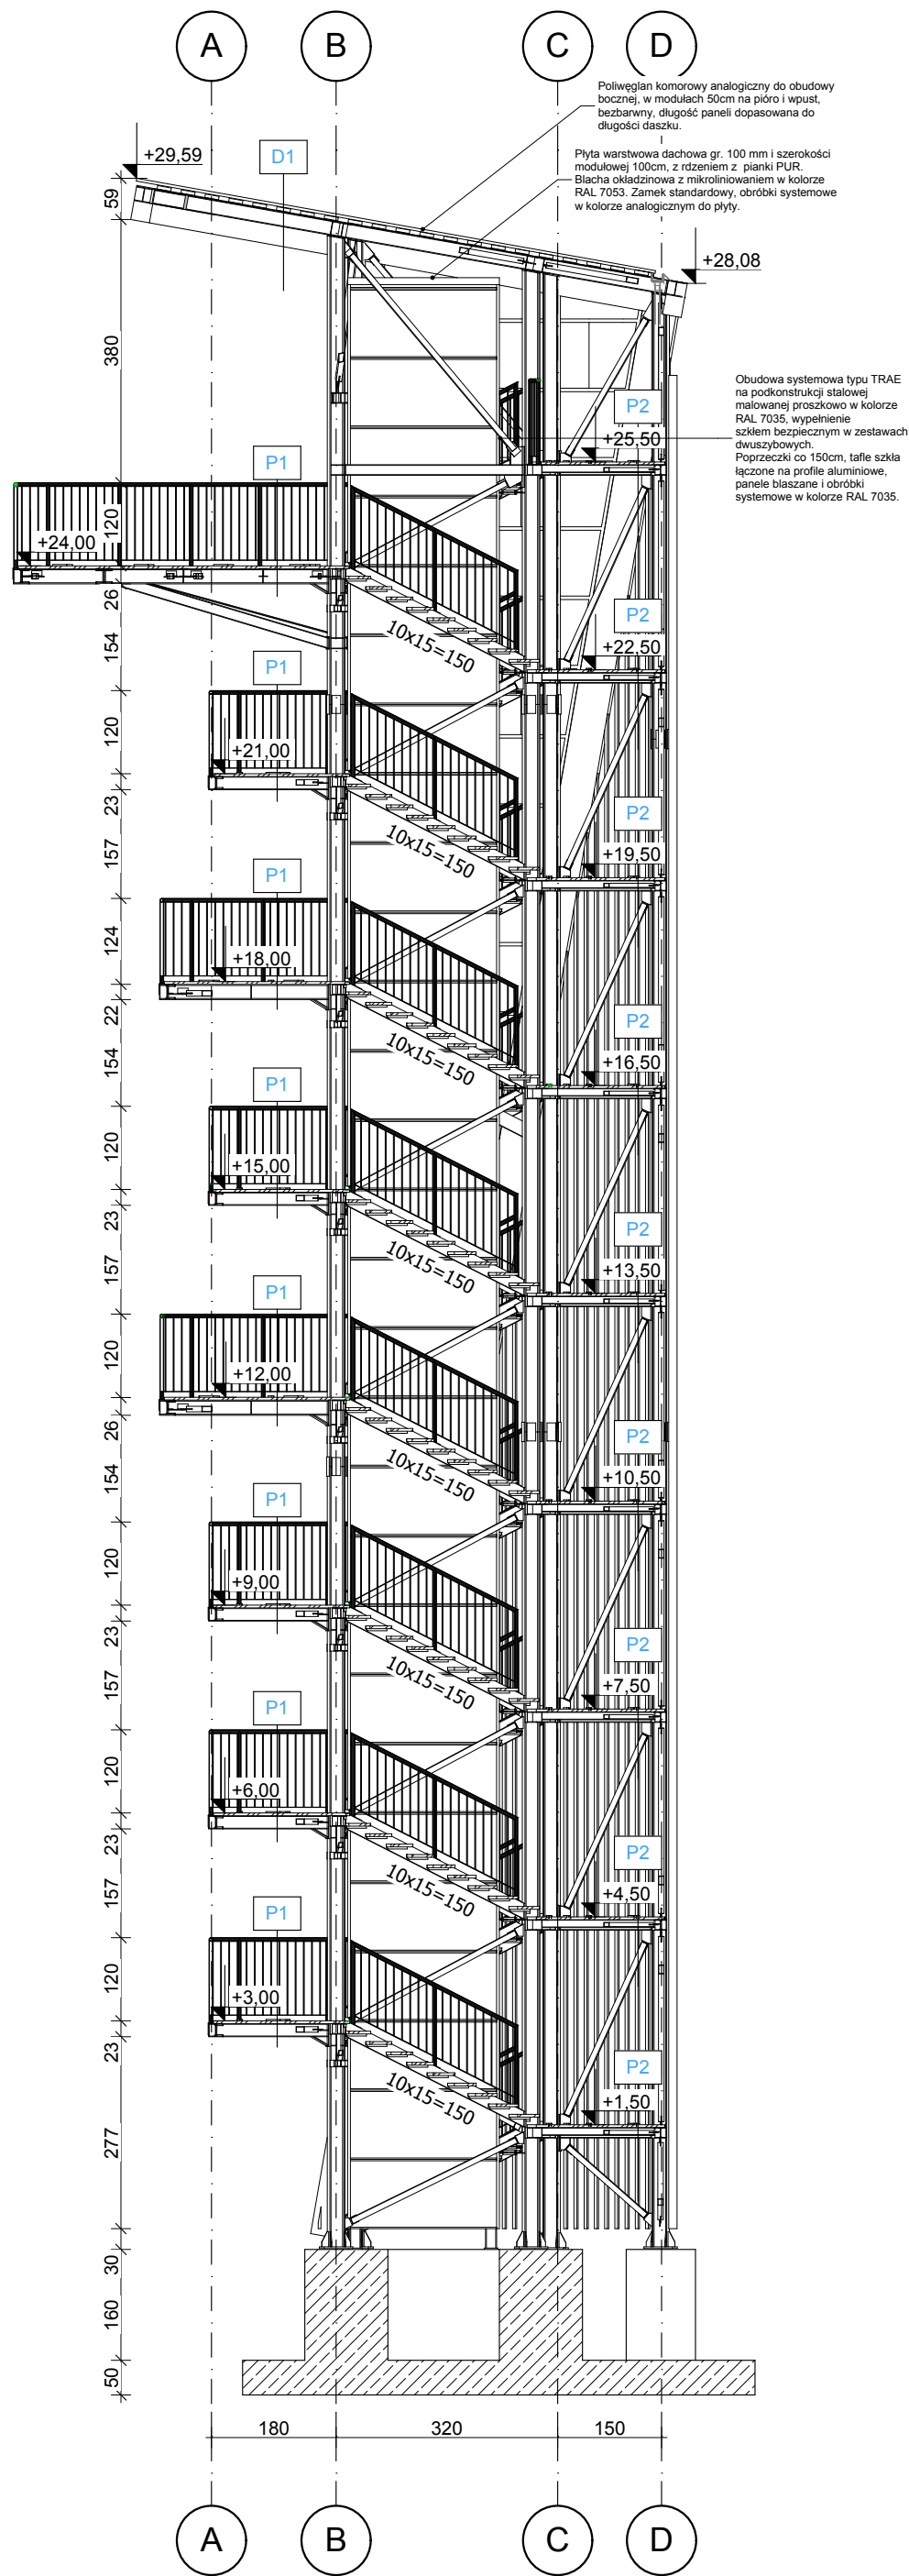 A
B
C
D
Poliwęglan komorowy analogiczny do obudowy
bocznej, w modułach 50cm na pióro i wpust,
bezbarwny, długość paneli dopasowana do
długości daszku.
+29,59
D1
Płyta warstwowa dachowa gr. 100 mm i szerokości
modułowej 100cm, z rdzeniem z pianki PUR.
Blacha okładzinowa z mikroliniowaniem w kolorze
RAL 7053. Zamek standardowy, obróbki systemowe
w kolorze analogicznym do płyty.
59
+28,08
380
Obudowa systemowa typu TRAE
na podkonstrukcji stalowej
malowanej proszkowo w kolorze
RAL 7035, wypełnienie
szkłem bezpiecznym w zestawach
dwuszybowych.
Poprzeczki co 150cm, tafle szkła
łączone na profile aluminiowe,
panele blaszane i obróbki
systemowe w kolorze RAL 7035.
P2
+25,50
P1
120
+24,00
26
P2
10x15=150
+22,50
154
P1
120
+21,00
23
P2
10x15=150
+19,50
157
P1
124
+18,00
22
P2
10x15=150
+16,50
154
P1
120
+15,00
23
P2
10x15=150
+13,50
157
P1
120
+12,00
26
P2
10x15=150
+10,50
154
P1
120
+9,00
23
P2
10x15=150
+7,50
157
P1
120
+6,00
23
P2
10x15=150
+4,50
157
P1
120
+3,00
23
P2
10x15=150
+1,50
277
30
160
50
180
320
150
A
B
C
D